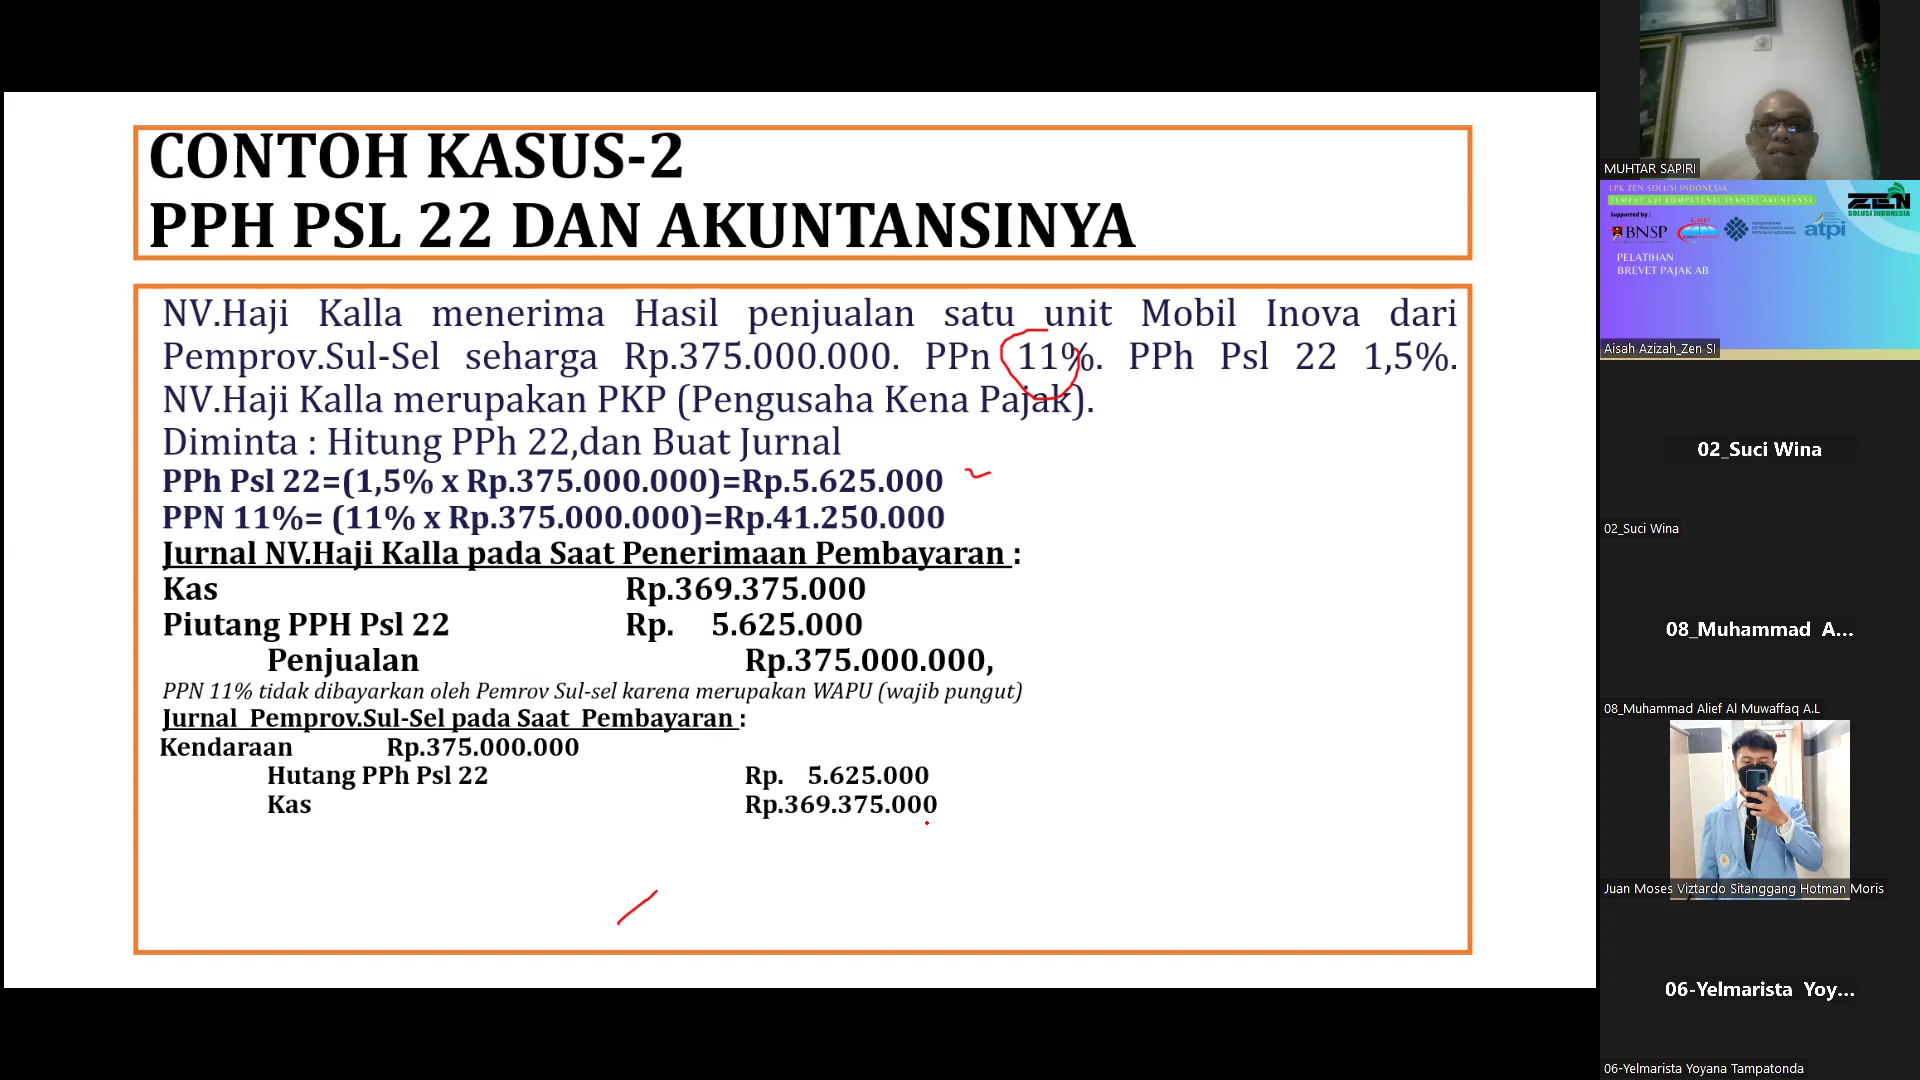 CONTOH KASUS-2
PPH PSL 22 DAN AKUNTANSINYA
NV.Haji Kalla menerima Hasil penjualan satu unit Mobil Inova dari
Pemprov.Sul-Sel seharga Rp.375.000.000. PPn 11%. PPh Psl 22 1,5%.
NV.Haji Kalla merupakan PKP (Pengusaha Kena Pajak).
Diminta : Hitung PPh 22,dan Buat Jurnal
PPh Psl 22=(1,5% x Rp.375.000.000)=Rp.5.625.000
PPN 11%= (11% x Rp.375.000.000)=Rp.41.250.000
Jurnal NV.Haji Kalla pada Saat Penerimaan Pembayaran :
Kas Rp.369.375.000
Piutang PPH Psl 22 Rp. 5.625.000
Penjualan Rp.375.000.000,
PPN 11% tidak dibayarkan oleh Pemrov Sul-sel karena merupakan WAPU (wajib pungut)
Jurnal Pemprov.Sul-Sel pada Saat Pembayaran :
Kendaraan Rp.375.000.000
Hutang PPh Psl 22 Rp. 5.625.000
Kas Rp.369.375.000
MUHTAR SAPIRI
LPK ZEN SOLUSI INDONESIA
TEMPAT UJI KOMPETENSI TEKNISI AKUNTANSI
ZEN
SOLUSI INDONESIA
Supported by :
BNSP
atpi
PELATIHAN
BREVET PAJAK AB
Aisah Azizah_Zen SI
02_Suci Wina
02_Suci Wina
08_Muhammad A...
08_Muhammad Alief Al Muwaffaq A.L
Juan Moses Viztardo Sitanggang Hotman Moris
06-Yelmarista Yoy...
06-Yelmarista Yoyana Tampatonda